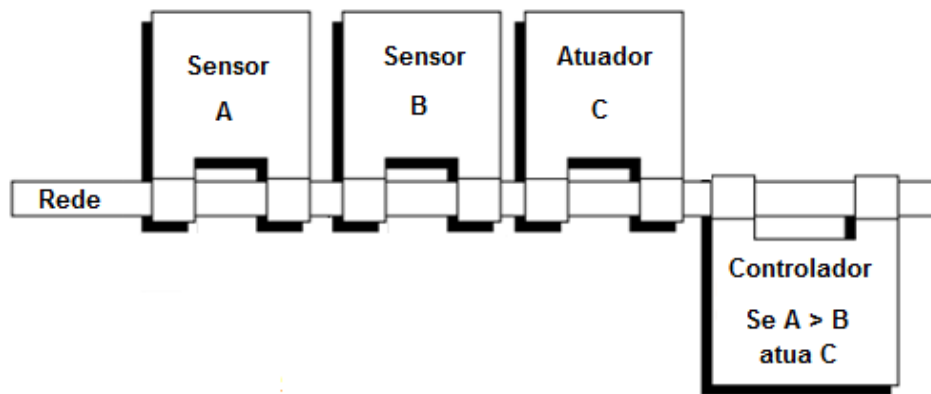 Sensor
A
Sensor
B
Atuador
C
Rede
Controlador
Se A > B
atua C